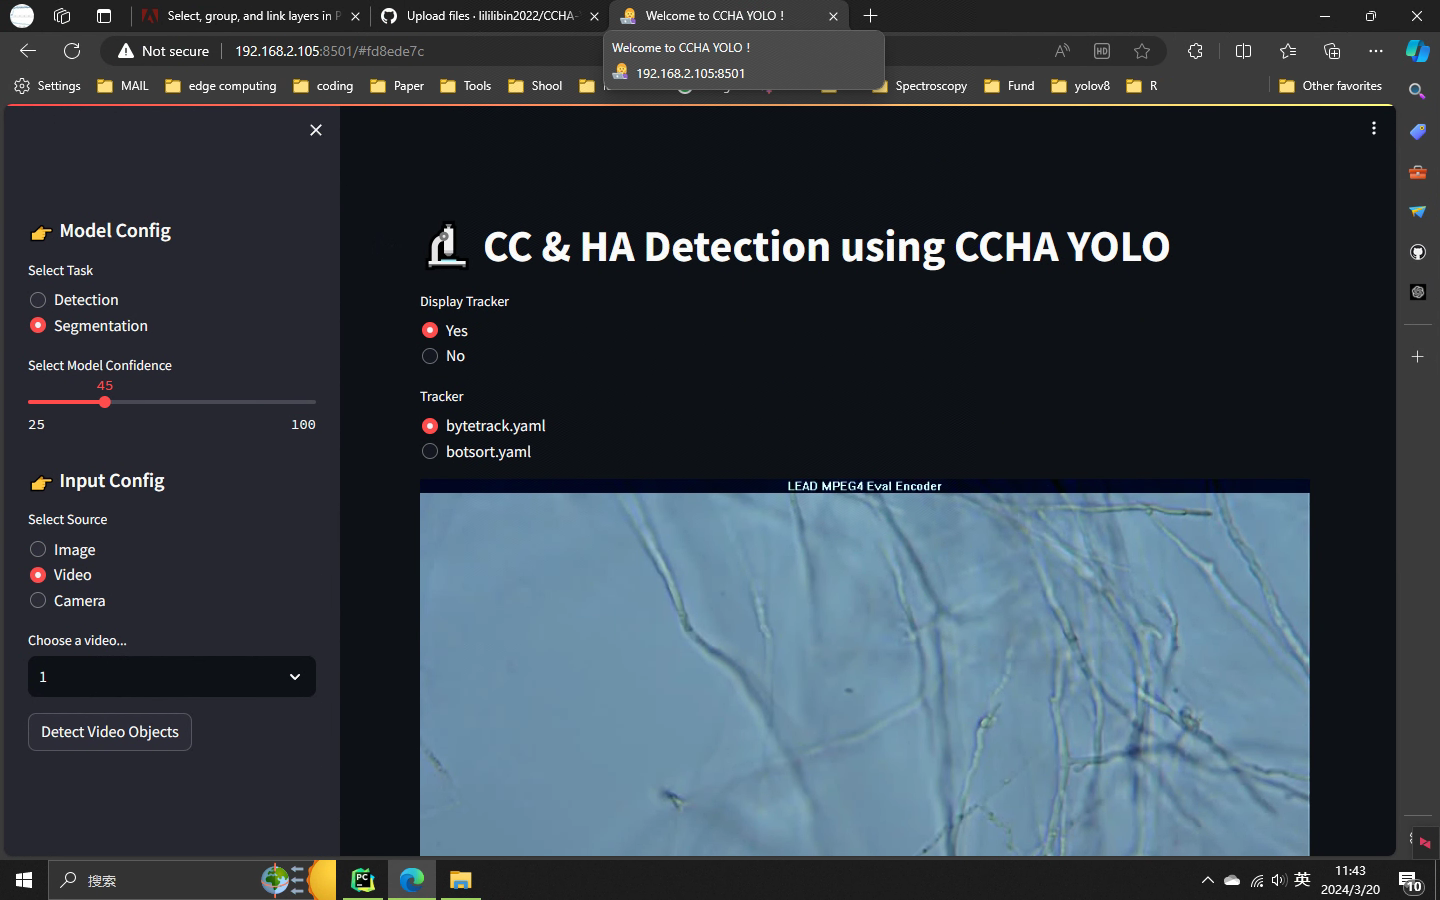 Select, group, and link layers in P
Upload files · lililibin2022/CCHA-
Welcome to CCHA YOLO !
Not secure
192.168.2.105:8501/#fd8ede7c
Welcome to CCHA YOLO !
192.168.2.105:8501
Settings
MAIL
edge computing
coding
Paper
Tools
Shool
Spectroscopy
Fund
yolov8
R
Other favorites
Model Config
Select Task
Detection
Segmentation
Select Model Confidence
45
25
100
Input Config
Select Source
Image
Video
Camera
Choose a video...
1
Detect Video Objects
CC & HA Detection using CCHA YOLO
Display Tracker
Yes
No
Tracker
bytetrack.yaml
botsort.yaml
LEAD MPEG4 Eval Encoder
搜索
PC
英
11:43
2024/3/20
10